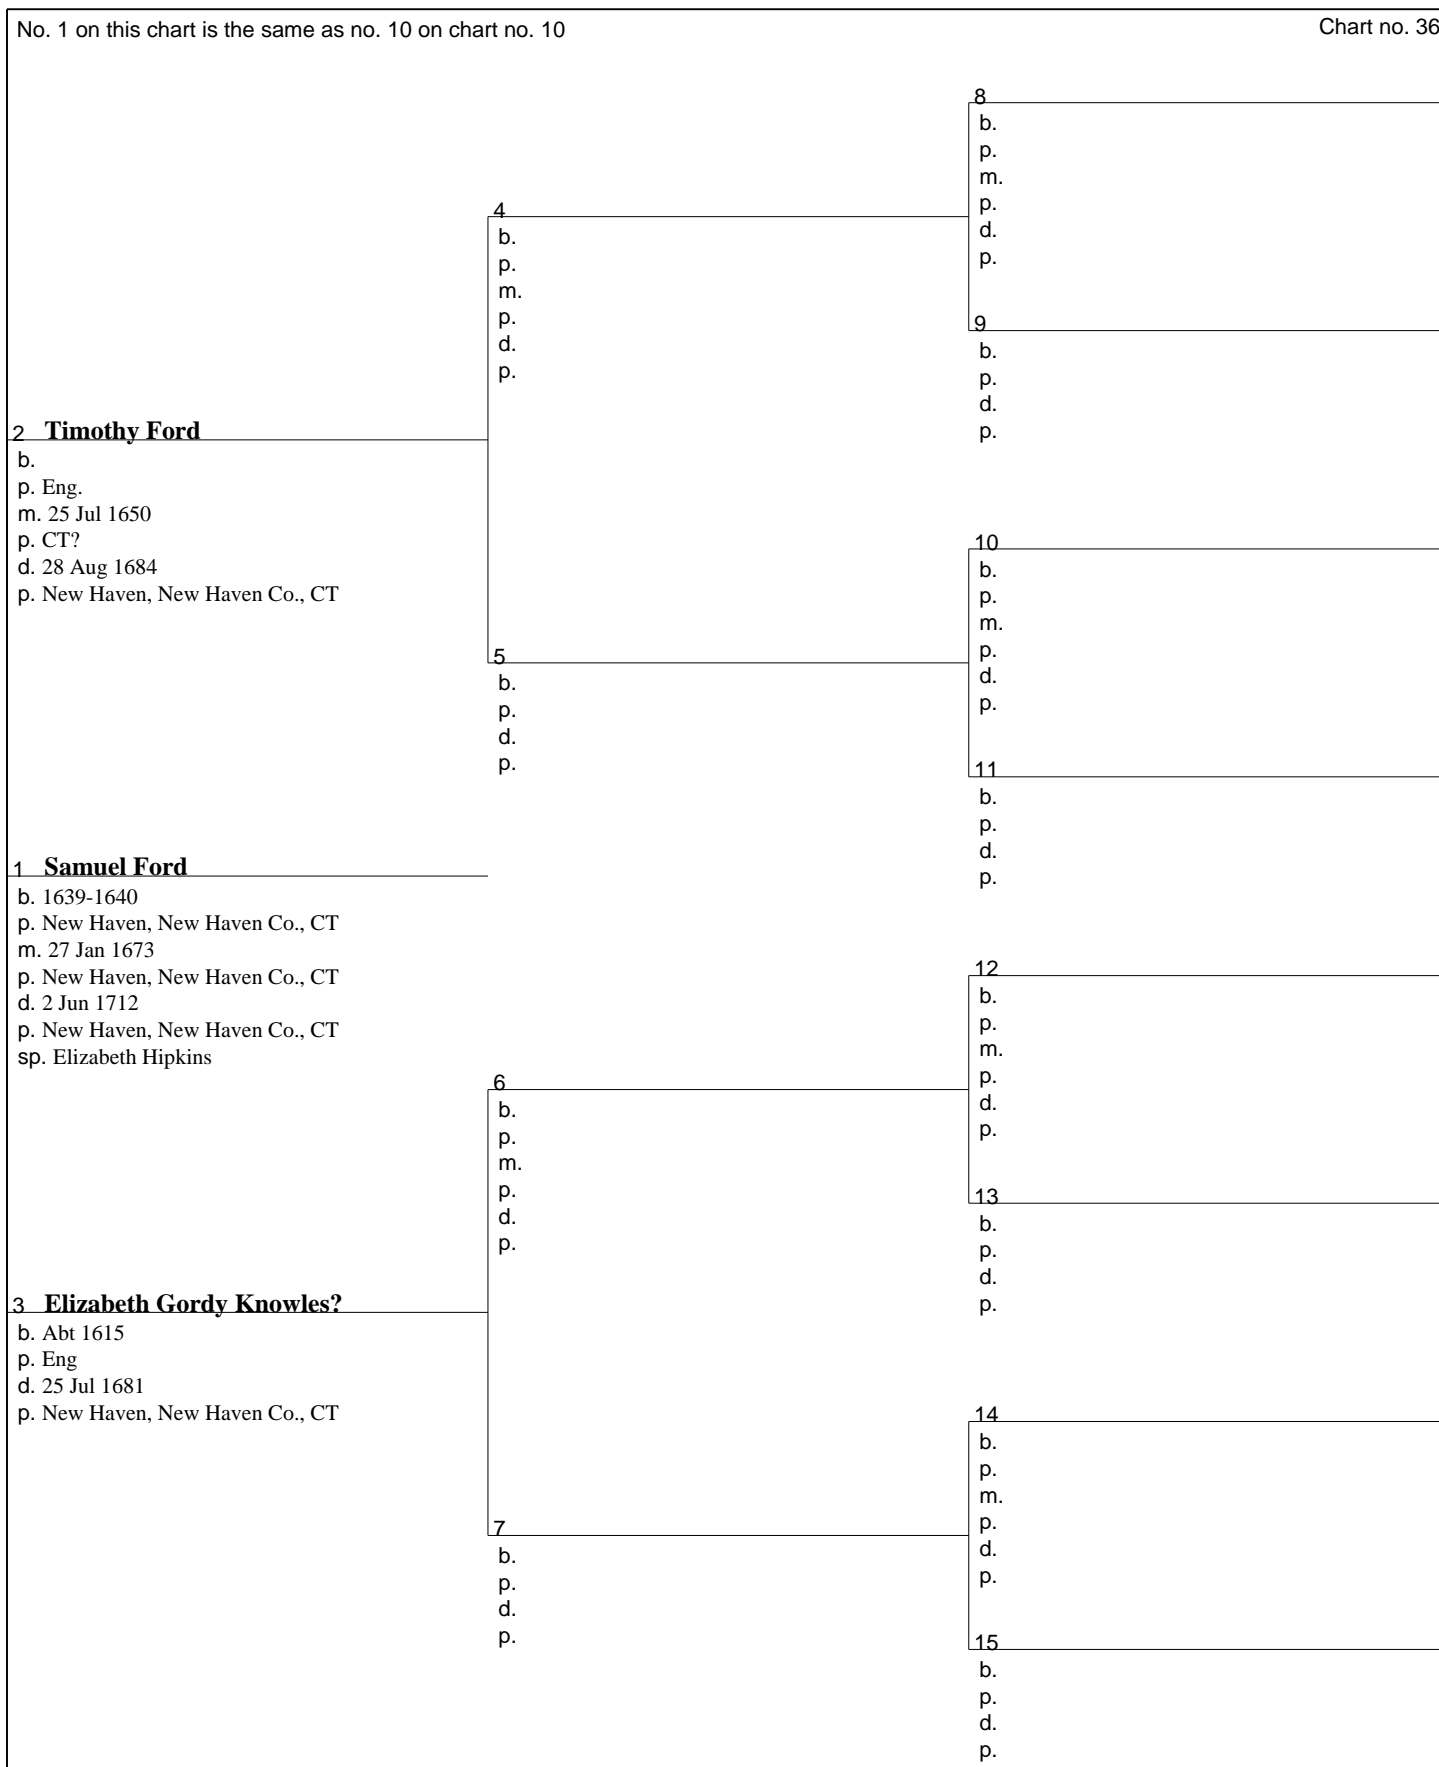 No. 1 on this chart is the same as no. 10 on chart no. 10
Chart no. 36
8
b.
p.
m.
p.
d.
p.
4
b.
p.
m.
p.
d.
p.
9
b.
p.
d.
p.
2 Timothy Ford
b.
p. Eng.
m. 25 Jul 1650
p. CT?
d. 28 Aug 1684
p. New Haven, New Haven Co., CT
10
b.
p.
m.
p.
d.
p.
5
b.
p.
d.
p.
11
b.
p.
d.
p.
1 Samuel Ford
b. 1639-1640
p. New Haven, New Haven Co., CT
m. 27 Jan 1673
p. New Haven, New Haven Co., CT
d. 2 Jun 1712
p. New Haven, New Haven Co., CT
sp. Elizabeth Hipkins
12
b.
p.
m.
p.
d.
p.
6
b.
p.
m.
p.
d.
p.
13
b.
p.
d.
p.
3 Elizabeth Gordy Knowles?
b. Abt 1615
p. Eng
d. 25 Jul 1681
p. New Haven, New Haven Co., CT
14
b.
p.
m.
p.
d.
p.
7
b.
p.
d.
p.
15
b.
p.
d.
p.